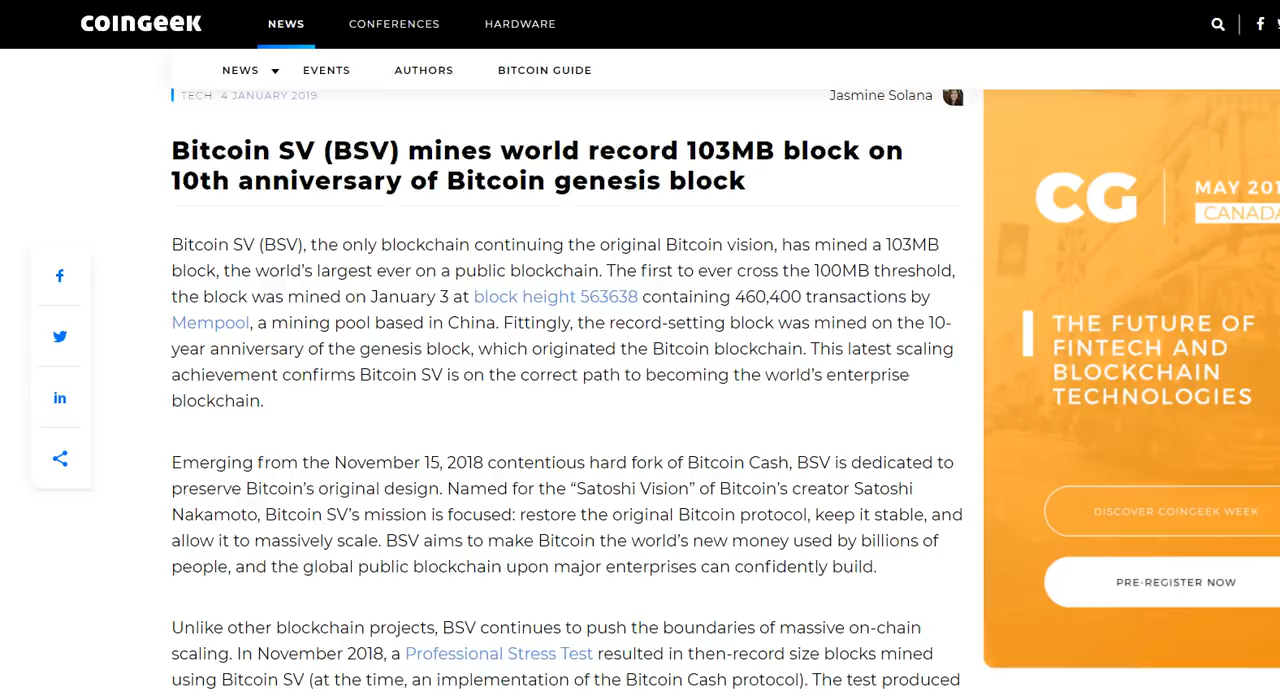 COINGEEK
NEWS CONFERENCES HARDWARE
NEWS EVENTS AUTHORS BITCOIN GUIDE
TECH 4 JANUARY 2019
Jasmine Solana
Bitcoin SV (BSV) mines world record 103MB block on
10th anniversary of Bitcoin genesis block
Bitcoin SV (BSV), the only blockchain continuing the original Bitcoin vision, has mined a 103MB
block, the world’s largest ever on a public blockchain. The first to ever cross the 100MB threshold,
the block was mined on January 3 at block height 563638 containing 460,400 transactions by
Mempool, a mining pool based in China. Fittingly, the record-setting block was mined on the 10-
year anniversary of the genesis block, which originated the Bitcoin blockchain. This latest scaling
achievement confirms Bitcoin SV is on the correct path to becoming the world’s enterprise
blockchain.
Emerging from the November 15, 2018 contentious hard fork of Bitcoin Cash, BSV is dedicated to
preserve Bitcoin’s original design. Named for the “Satoshi Vision” of Bitcoin’s creator Satoshi
Nakamoto, Bitcoin SV’s mission is focused: restore the original Bitcoin protocol, keep it stable, and
allow it to massively scale. BSV aims to make Bitcoin the world’s new money used by billions of
people, and the global public blockchain upon major enterprises can confidently build.
Unlike other blockchain projects, BSV continues to push the boundaries of massive on-chain
scaling. In November 2018, a Professional Stress Test resulted in then-record size blocks mined
using Bitcoin SV (at the time, an implementation of the Bitcoin Cash protocol). The test produced
CG
MAY 201
CANADA
THE FUTURE OF
FINTECH AND
BLOCKCHAIN
TECHNOLOGIES
DISCOVER COINGEEK WEEK
PRE-REGISTER NOW